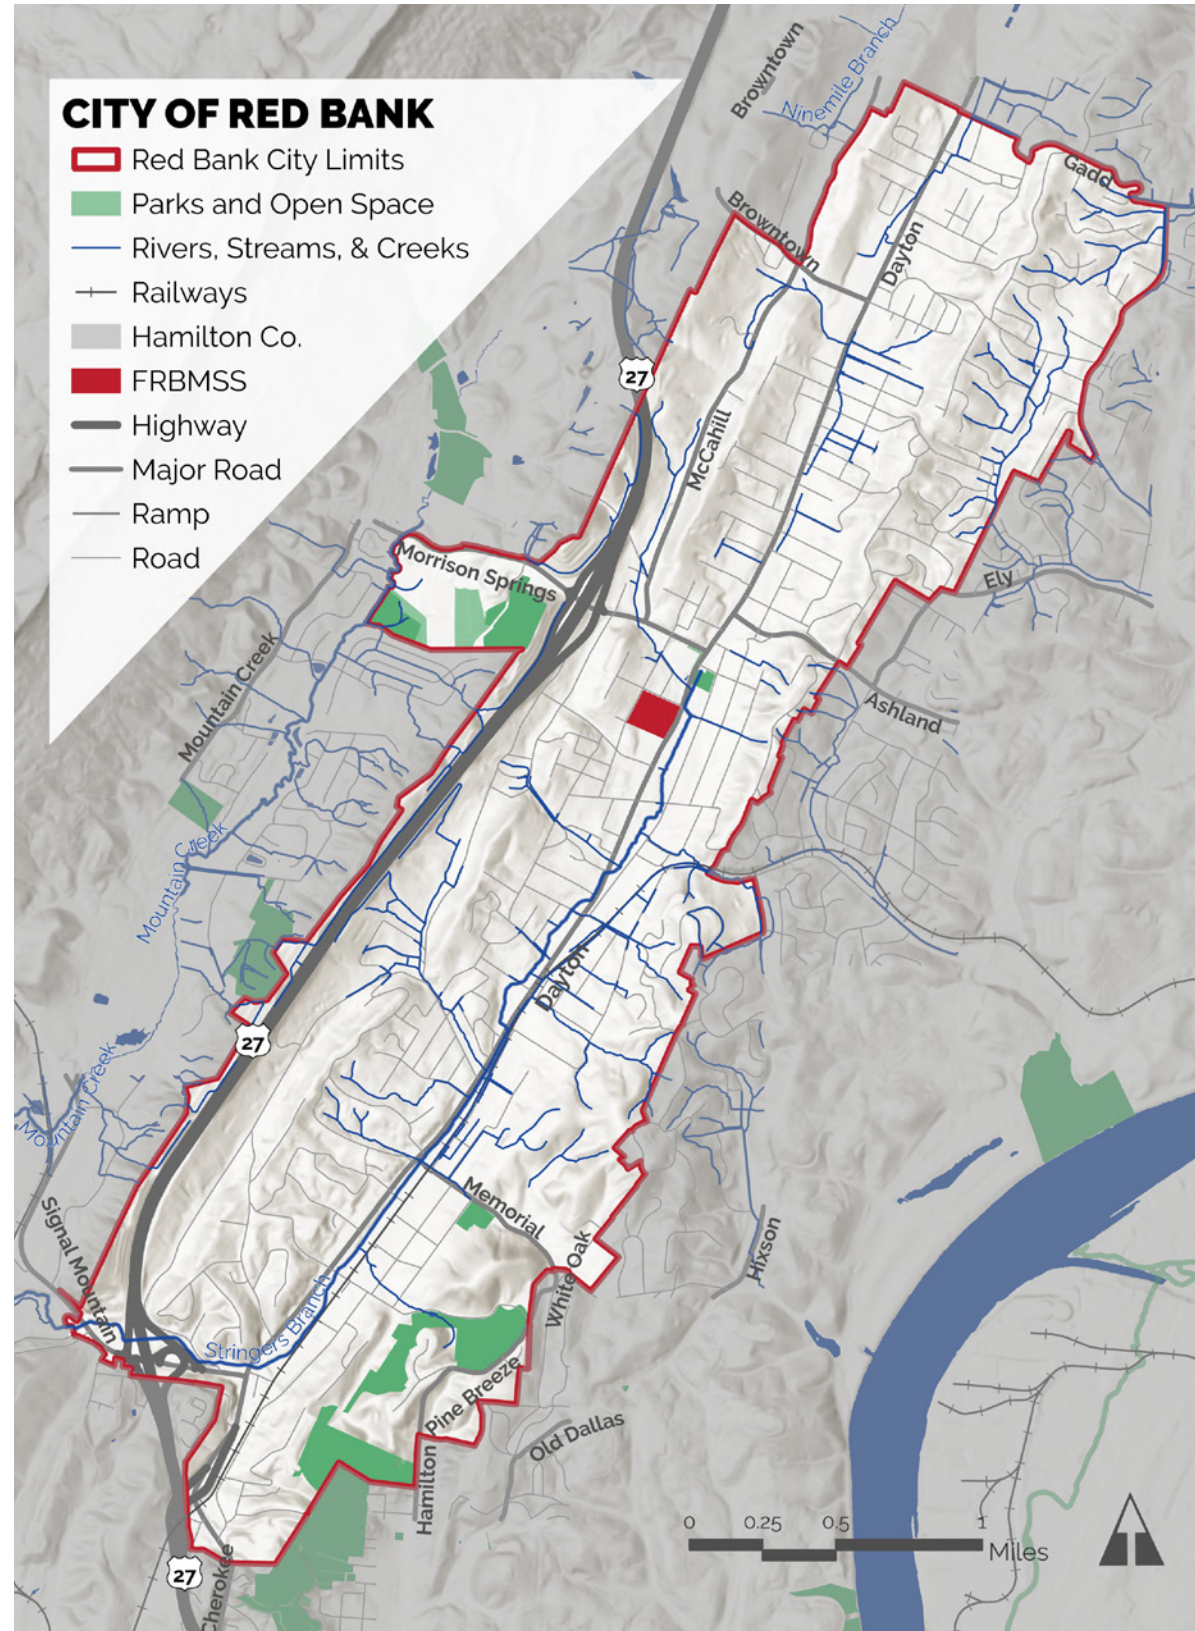 CITY OF RED BANK
Red Bank City Limits
Parks and Open Space
Rivers, Streams, & Creeks
Railways
Hamilton Co.
FRBMSS
Highway
Major Road
Ramp
Road
Browntown
Ninemile Branch
Gadd
Browntown
Dayton
27
McCahill
Morrison Springs
Ely
Mountain Creek
Ashland
Mountain Creek
Dayton
27
Mountain Creek
Signal Mountain
Memorial
White Oak
Hixson
Stringers Branch
Pine Breeze
Old Dallas
Hamilton
0 0.25 0.5 1
Miles
27
Cherokee